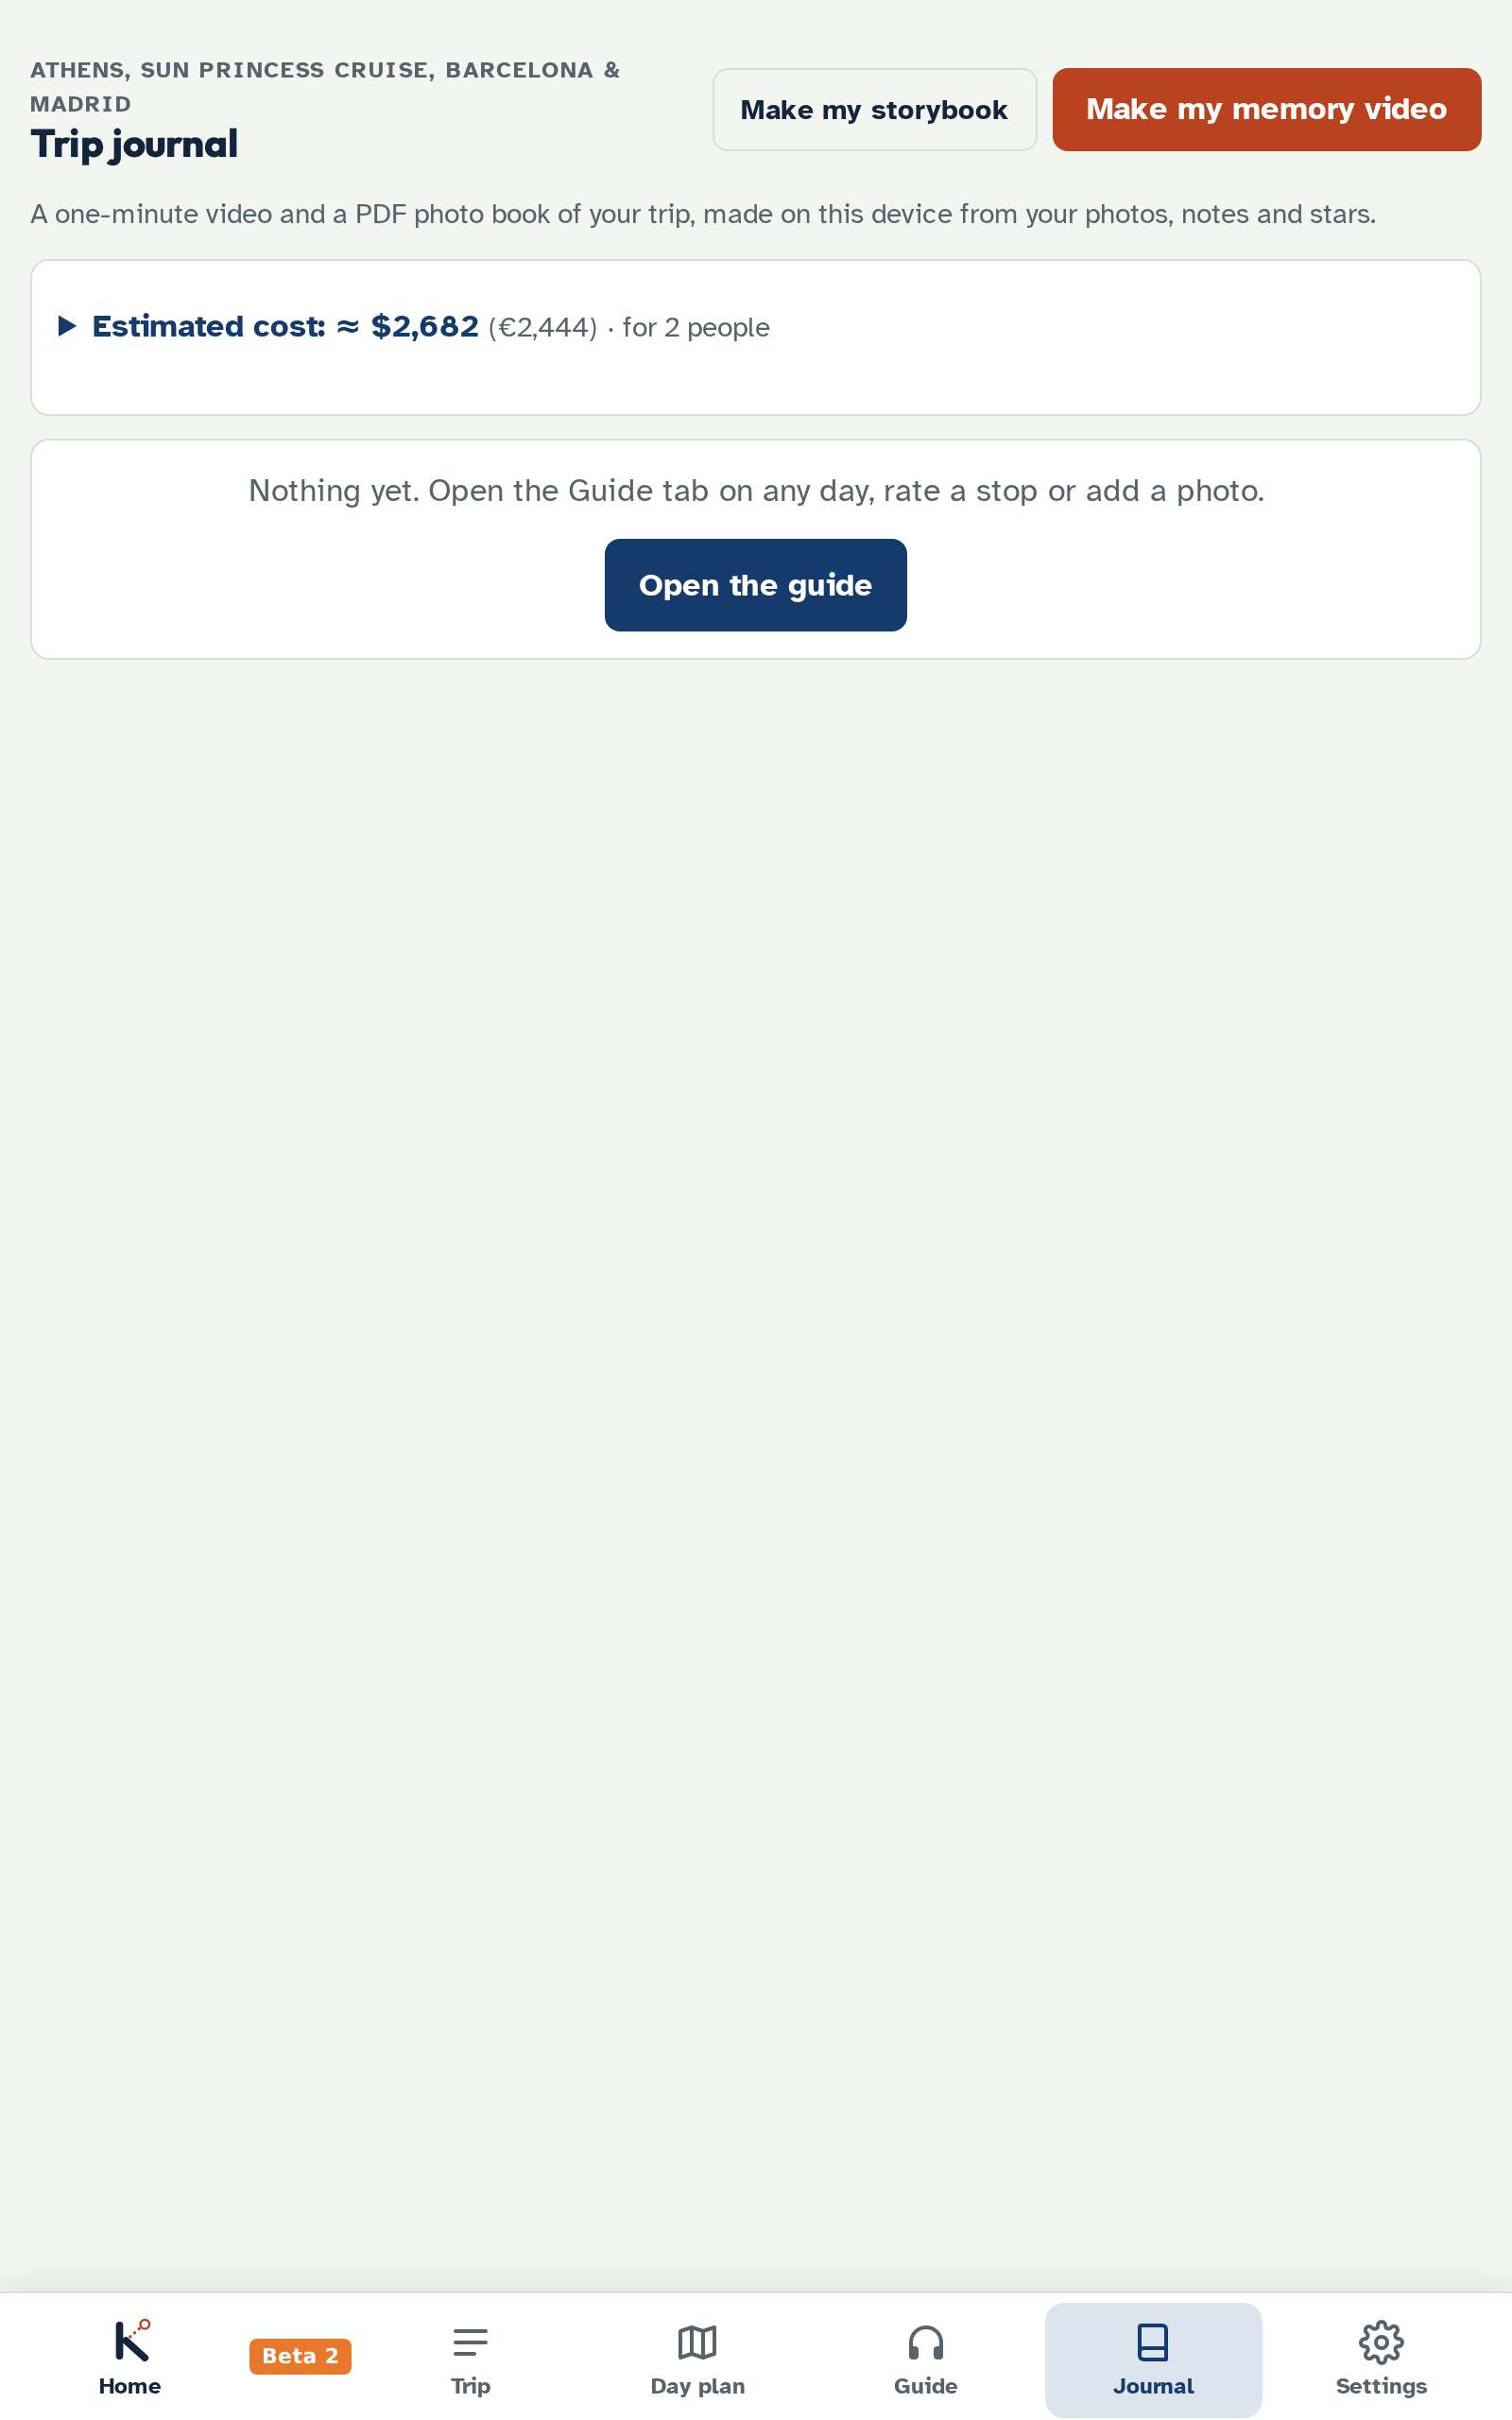 ATHENS, SUN PRINCESS CRUISE, BARCELONA &
MADRID
Trip journal
Make my storybook
Make my memory video
A one-minute video and a PDF photo book of your trip, made on this device from your photos, notes and stars.
Estimated cost: ≈ $2,682 (€2,444) · for 2 people
Nothing yet. Open the Guide tab on any day, rate a stop or add a photo.
Open the guide
Home
Beta 2
Trip
Day plan
Guide
Journal
Settings